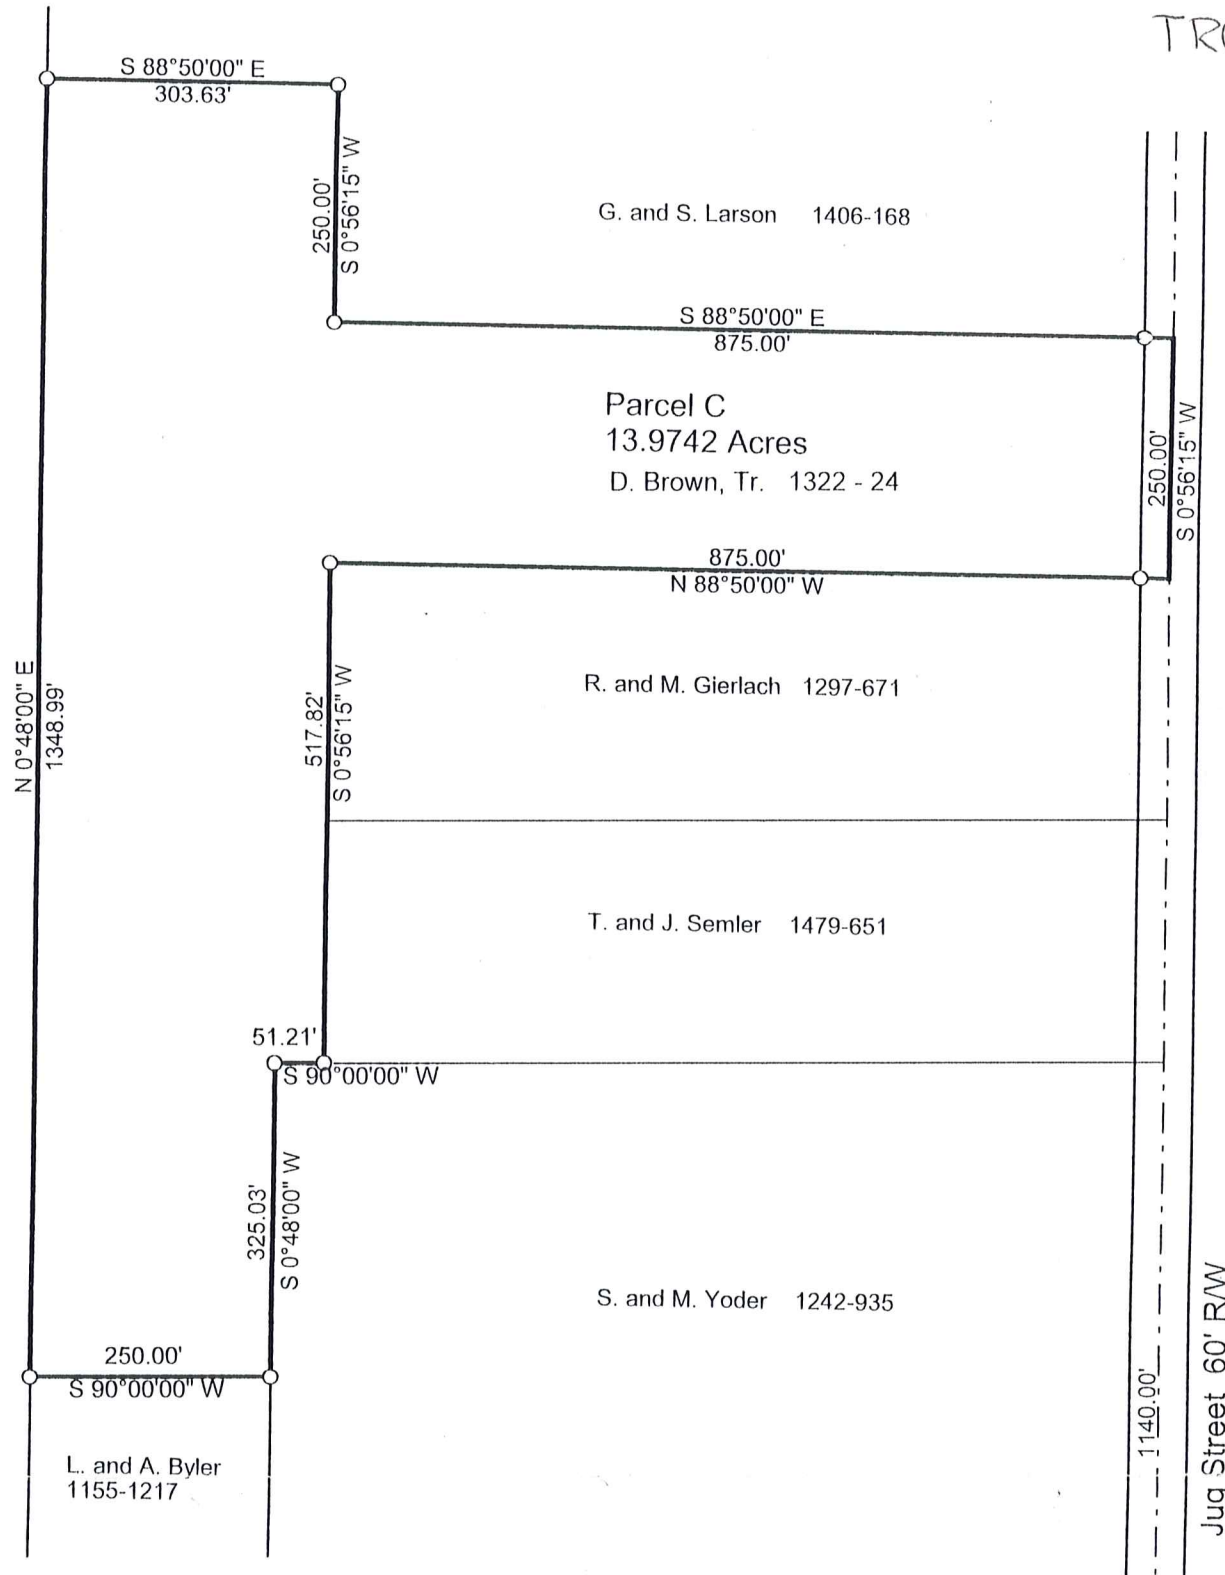 TR
S 88°50'00" E
303.63'
250.00'
S 0°56'15" W
G. and S. Larson 1406-168
S 88°50'00" E
875.00'
Parcel C
13.9742 Acres
D. Brown, Tr. 1322 - 24
250.00'
S 0°56'15" W
875.00'
N 88°50'00" W
N 0°48'00" E
1348.99'
517.82'
S 0°56'15" W
R. and M. Gierlach 1297-671
T. and J. Semler 1479-651
51.21'
S 90°00'00" W
325.03'
S 0°48'00" W
S. and M. Yoder 1242-935
250.00'
S 90°00'00" W
L. and A. Byler
1155-1217
1140.00'
Jug Street 60' R/W